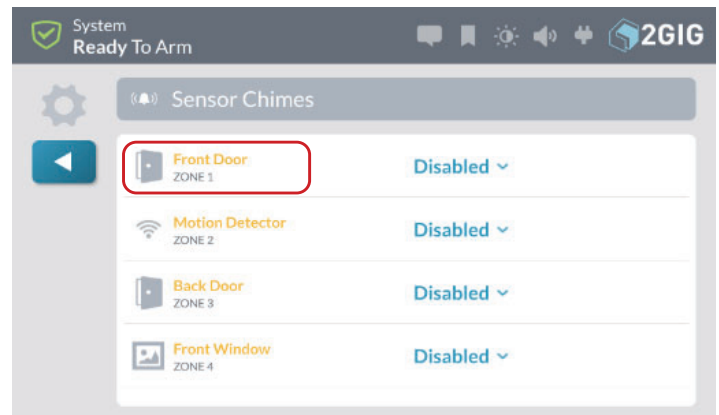 System
Ready To Arm
2GIG
Sensor Chimes
Front Door
ZONE 1
Disabled
Motion Detector
ZONE 2
Disabled
Back Door
ZONE 3
Disabled
Front Window
ZONE 4
Disabled